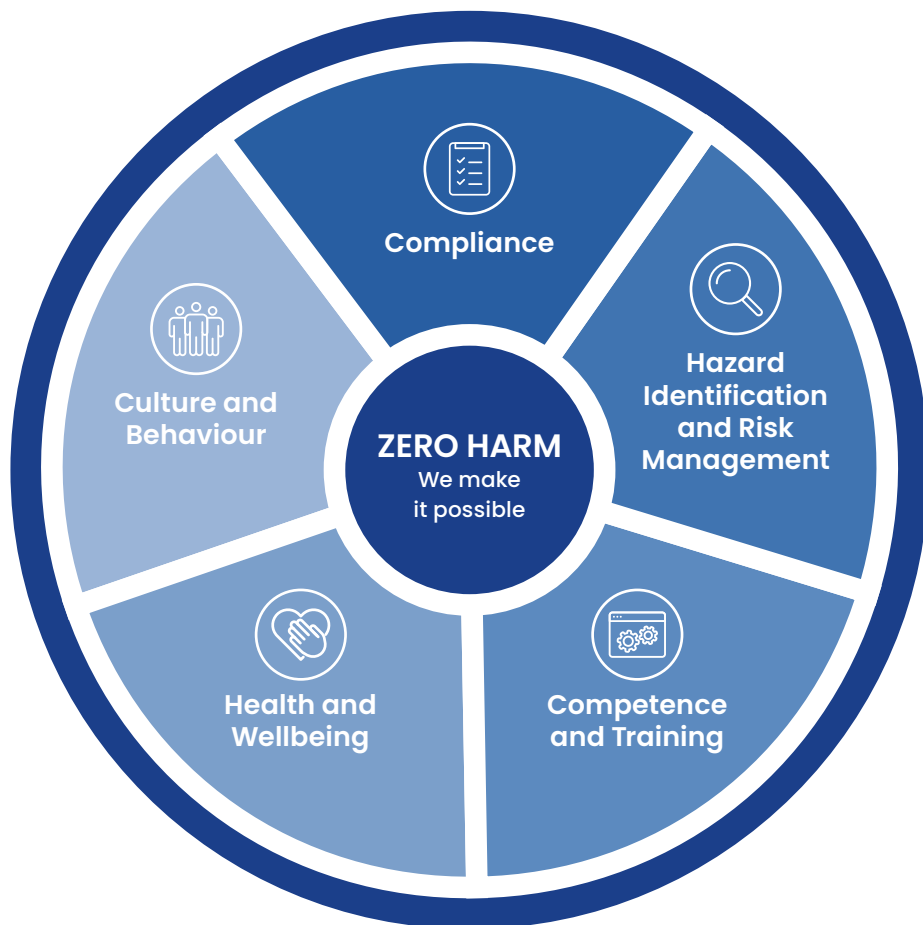 Compliance
Hazard
Identification
and Risk
Management
Competence
and Training
Health and
Wellbeing
Culture and
Behaviour
ZERO HARM
We make
it possible